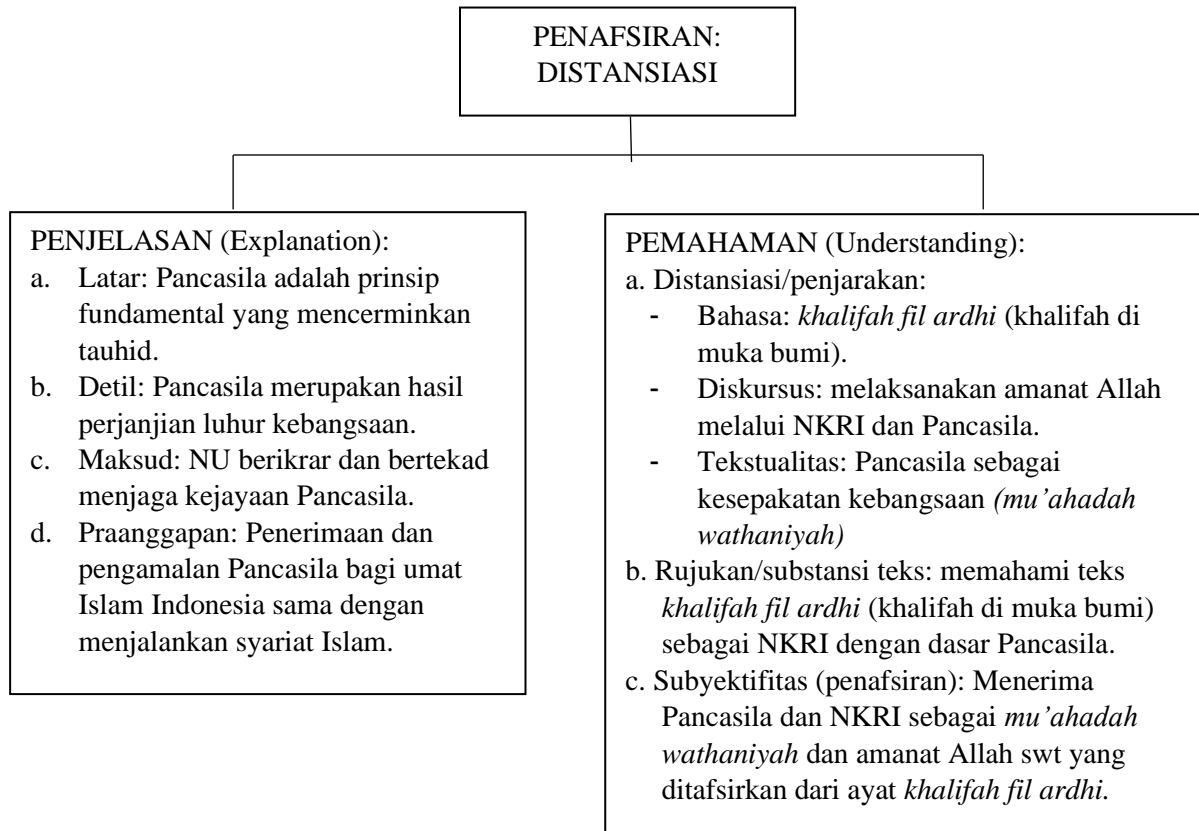 PENAFSIRAN:
DISTANSIASI
PENJELASAN (Explanation):
a. Latar: Pancasila adalah prinsip
fundamental yang mencerminkan
tauhid.
b. Detil: Pancasila merupakan hasil
perjanjian luhur kebangsaan.
c. Maksud: NU berikrar dan bertekad
menjaga kejayaan Pancasila.
d. Praanggapan: Penerimaan dan
pengamalan Pancasila bagi umat
Islam Indonesia sama dengan
menjalankan syariat Islam.
PEMAHAMAN (Understanding):
a. Distansiasi/penjarakan:
- Bahasa: khalifah fil ardhi (khalifah di
muka bumi).
- Diskursus: melaksanakan amanat Allah
melalui NKRI dan Pancasila.
- Tekstualitas: Pancasila sebagai
kesepakatan kebangsaan (mu’ahadah
wathaniyah)
b. Rujukan/substansi teks: memahami teks
khalifah fil ardhi (khalifah di muka bumi)
sebagai NKRI dengan dasar Pancasila.
c. Subyektifitas (penafsiran): Menerima
Pancasila dan NKRI sebagai mu’ahadah
wathaniyah dan amanat Allah swt yang
ditafsirkan dari ayat khalifah fil ardhi.